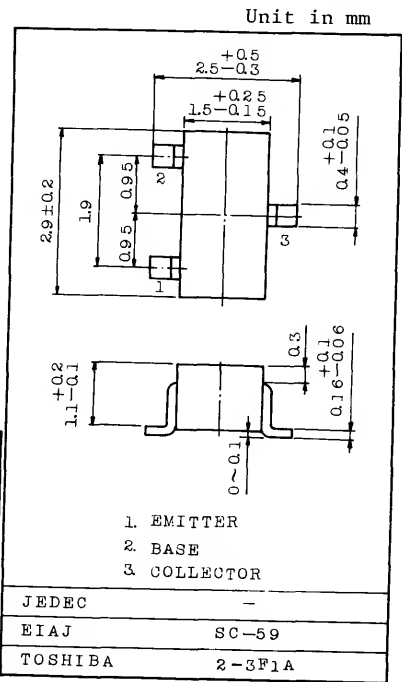 Unit in mm
+0.5
2.5−0.3
+0.25
1.5−0.15
2.9±0.2
1.9
0.95
0.95
2
1
3
+0.1
0.4−0.05
+0.2
1.1−0.1
0.3
+0.1
0.16−0.06
0~0.1
1. EMITTER
2. BASE
3. COLLECTOR
JEDEC −
EIAJ SC−59
TOSHIBA 2−3F1A